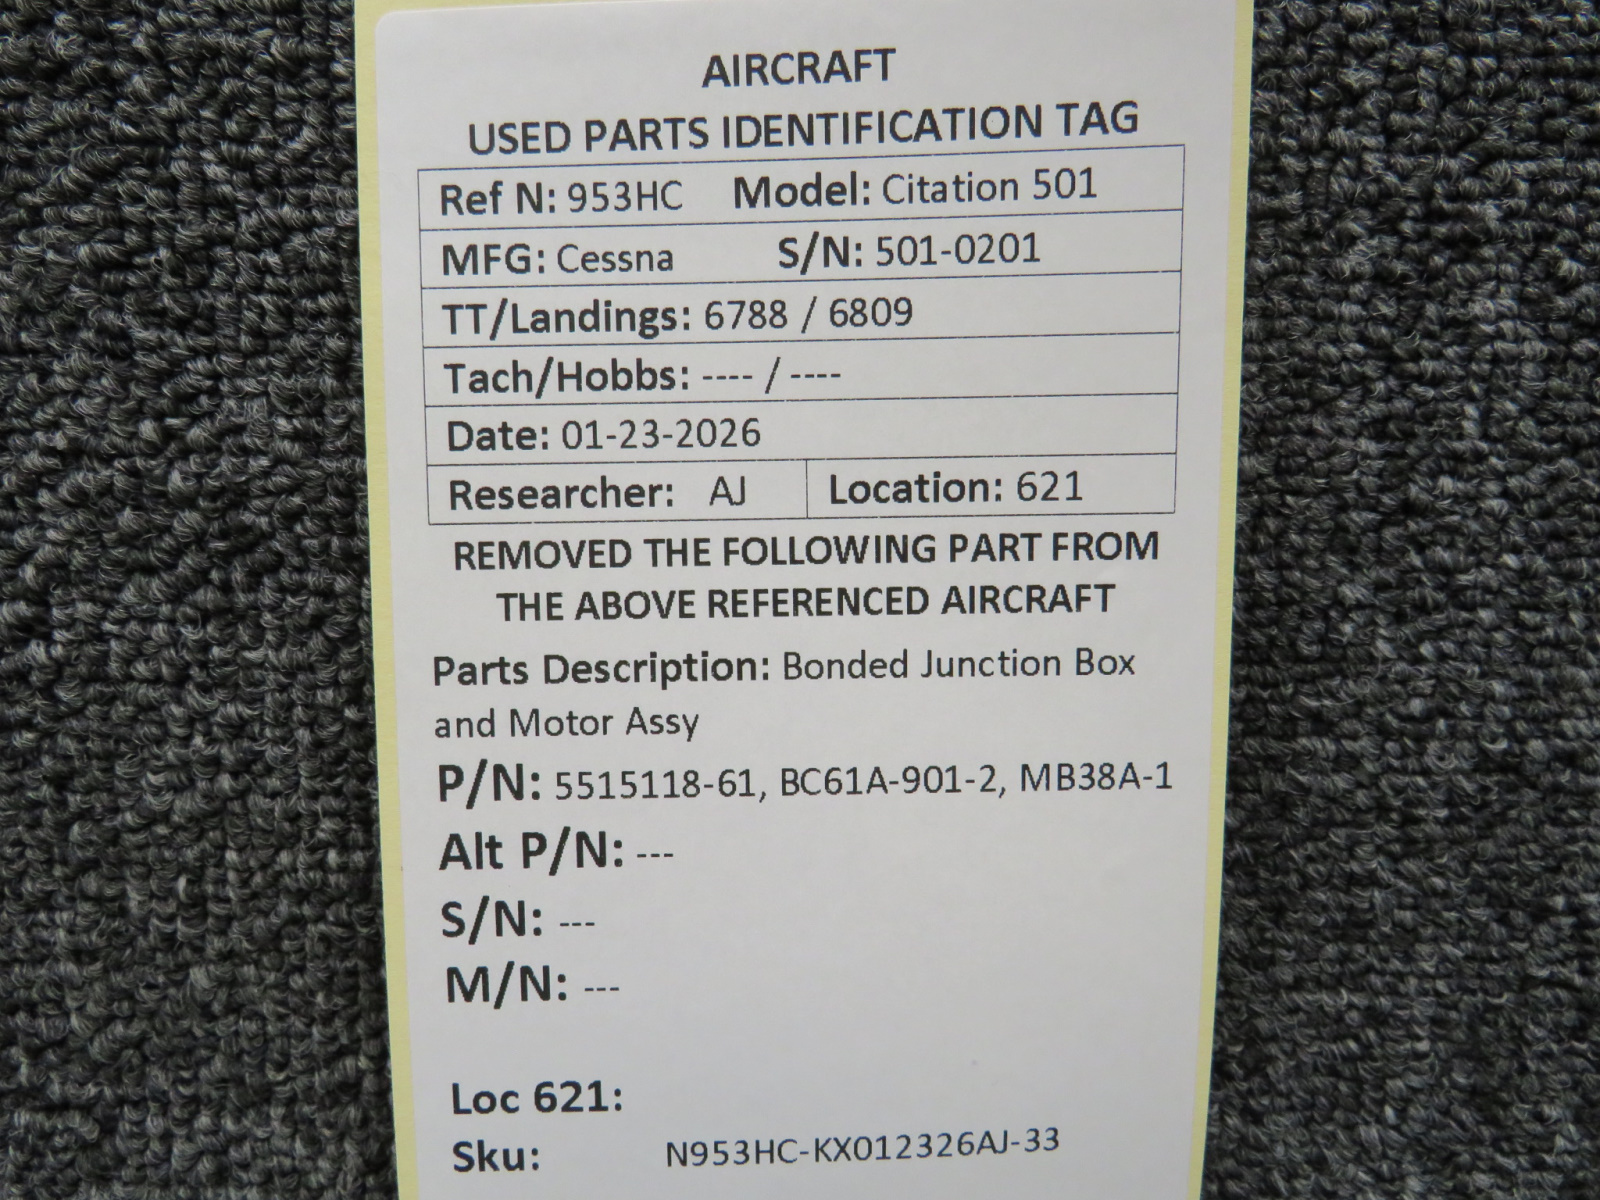 AIRCRAFT
USED PARTS IDENTIFICATION TAG
Ref N: 953HC Model: Citation 501
MFG: Cessna S/N: 501-0201
TT/Landings: 6788 / 6809
Tach/Hobbs: ---- / ----
Date: 01-23-2026
Researcher: AJ Location: 621
REMOVED THE FOLLOWING PART FROM
THE ABOVE REFERENCED AIRCRAFT
Parts Description: Bonded Junction Box
and Motor Assy
P/N: 5515118-61, BC61A-901-2, MB38A-1
Alt P/N: ---
S/N: ---
M/N: ---
Loc 621:
Sku: N953HC-KX012326AJ-33